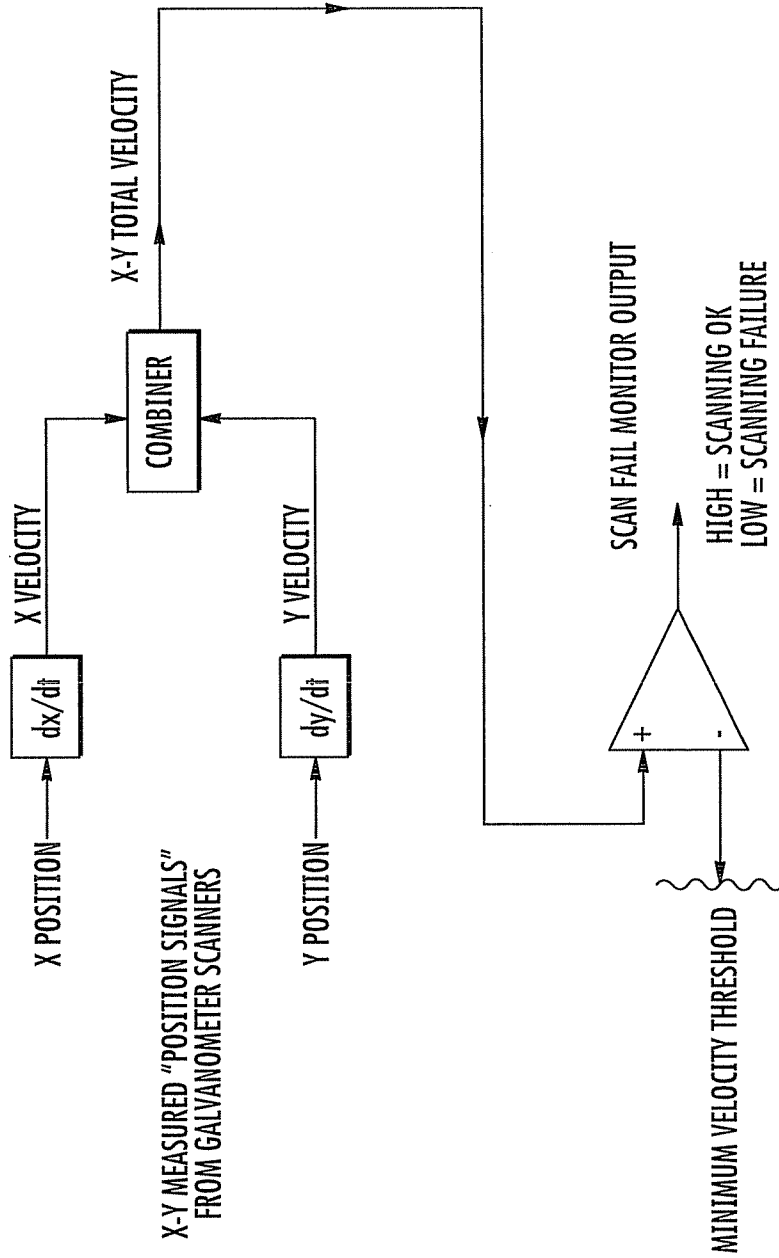 X POSITION
dx/dt
X VELOCITY
X-Y MEASURED "POSITION SIGNALS"
FROM GALVANOMETER SCANNERS
Y POSITION
dy/dt
Y VELOCITY
COMBINER
X-Y TOTAL VELOCITY
MINIMUM VELOCITY THRESHOLD
+
-
SCAN FAIL MONITOR OUTPUT
HIGH = SCANNING OK
LOW = SCANNING FAILURE